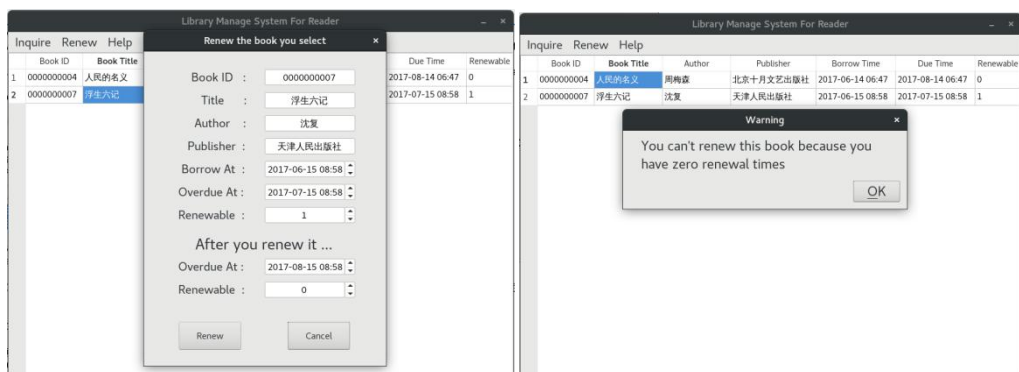 Library Manage System For Reader
Inquire Renew Help
Book ID Book Title Due Time Renewable
1 0000000004 人民的名义 2017-08-14 06:47 0
2 0000000007 浮生六记 2017-07-15 08:58 1
Renew the book you select ×
Book ID : 0000000007
Title : 浮生六记
Author : 沈复
Publisher : 天津人民出版社
Borrow At : 2017-06-15 08:58
Overdue At : 2017-07-15 08:58
Renewable : 1
After you renew it ...
Overdue At : 2017-08-15 08:58
Renewable : 0
Renew Cancel
Library Manage System For Reader
Inquire Renew Help
Book ID Book Title Author Publisher Borrow Time Due Time Renewable
1 0000000004 人民的名义 周梅森 北京十月文艺出版社 2017-06-14 06:47 2017-08-14 06:47 0
2 0000000007 浮生六记 沈复 天津人民出版社 2017-06-15 08:58 2017-07-15 08:58 1
Warning ×
You can't renew this book because you
have zero renewal times
OK